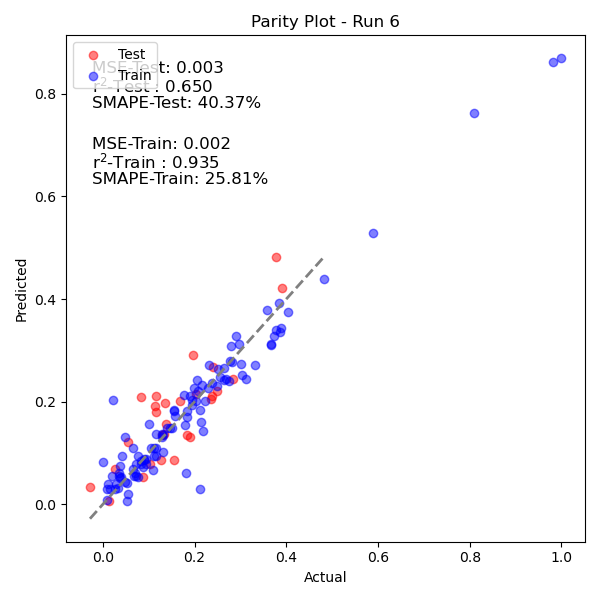 Parity Plot - Run 6
Test
Train
MSE-Test: 0.003
r²-Test : 0.650
SMAPE-Test: 40.37%
MSE-Train: 0.002
r²-Train : 0.935
SMAPE-Train: 25.81%
0.8
0.6
0.4
0.2
0.0
Predicted
0.0 0.2 0.4 0.6 0.8 1.0
Actual